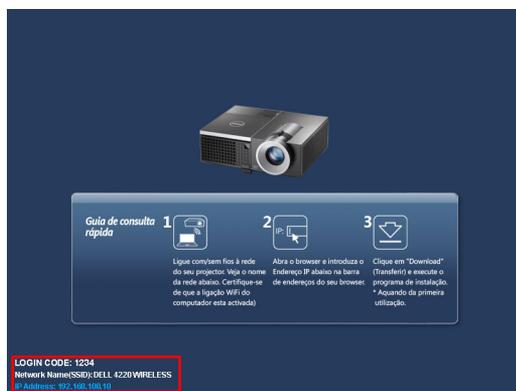 Guia de consulta
rápida
1
Ligue com/sem fios à rede
do seu projector. Veja o nome
da rede abaixo. Certifique-se
de que a ligação WiFi do
computador esta activada)
2
IP:
Abra o browser e introduza o
Endereço IP abaixo na barra
de endereços do seu browser.
3
Clique em "Download"
(Transferir) e execute o
programa de instalação.
* Aquando da primeira
utilização.
LOGIN CODE: 1234
Network Name(SSID): DELL 4220 WIRELESS
IP Address: 192.168.100.10